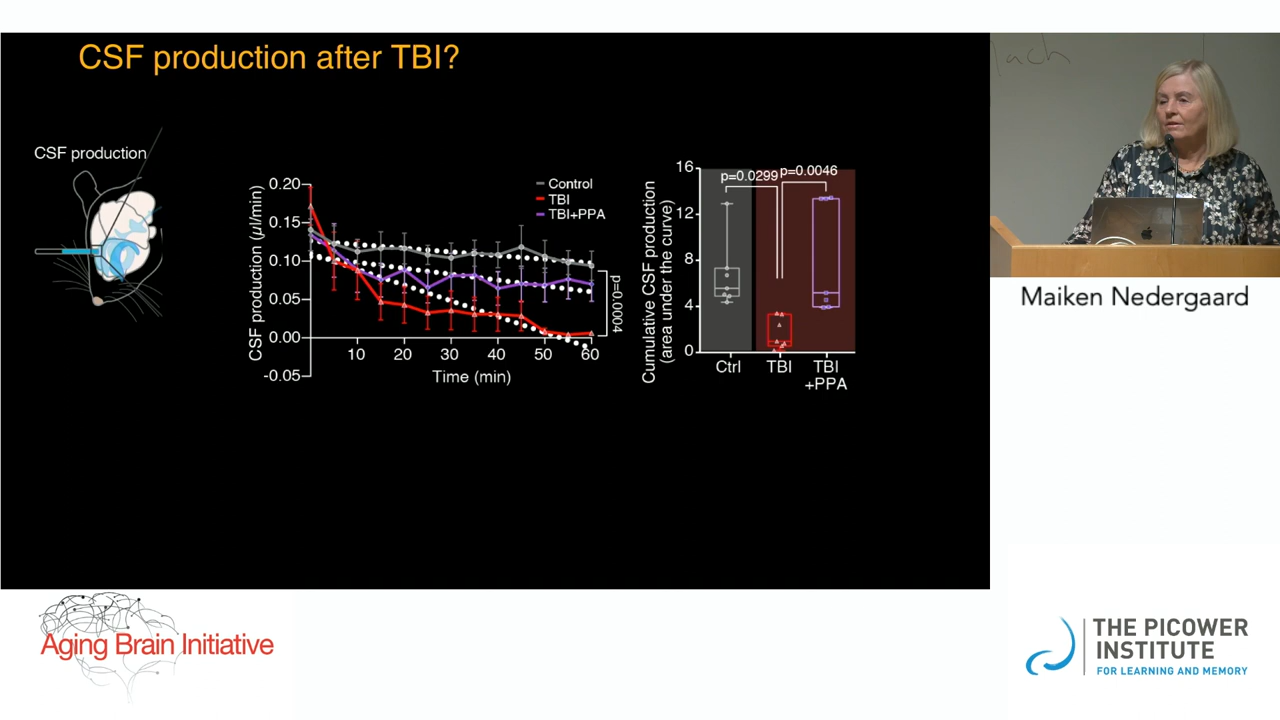 CSF production after TBI?
CSF production
CSF production (µl/min)
0.20
0.15
0.10
0.05
0.00
-0.05
10
20
30
40
50
60
Time (min)
Control
TBI
TBI+PPA
p=0.0004
Cumulative CSF production
(area under the curve)
16
12
8
4
0
p=0.0299
p=0.0046
Ctrl
TBI
TBI
+PPA
Maiken Nedergaard
Aging Brain Initiative
THE PICOWER
INSTITUTE
FOR LEARNING AND MEMORY